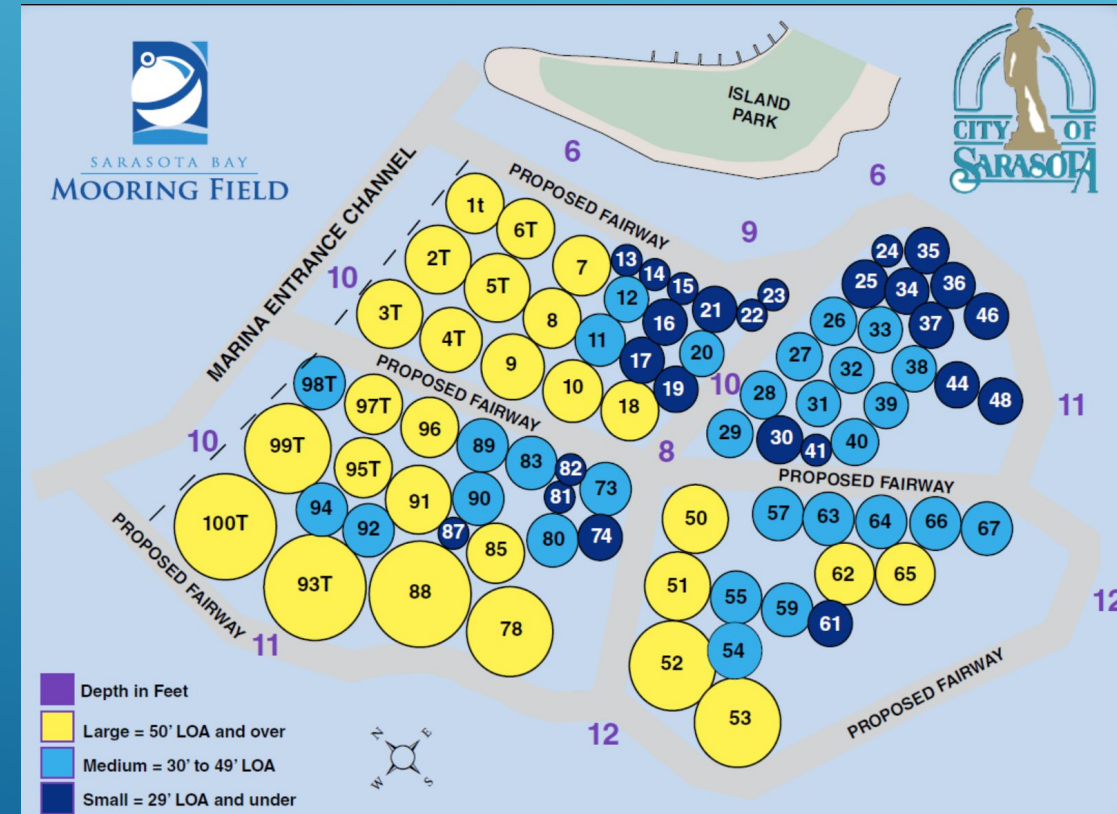 SARASOTA BAY
MOORING FIELD
ISLAND
PARK
CITY OF
SARASOTA
MARINA ENTRANCE CHANNEL
PROPOSED FAIRWAY
6
6
9
10
1t
6T
2T
5T
7
3T
4T
8
9
10
13
14
15
12
11
16
21
22
23
17
20
19
18
10
24
35
25
34
36
46
26
33
37
27
32
38
44
48
28
31
39
29
30
41
40
11
8
PROPOSED FAIRWAY
98T
97T
96
89
83
82
73
81
99T
95T
91
90
10
94
92
87
85
80
74
100T
93T
88
78
PROPOSED FAIRWAY
11
PROPOSED FAIRWAY
50
57
63
64
66
67
51
55
59
61
62
65
52
54
53
12
12
PROPOSED FAIRWAY
Depth in Feet
Large = 50' LOA and over
Medium = 30' to 49' LOA
Small = 29' LOA and under
N
E
W
S